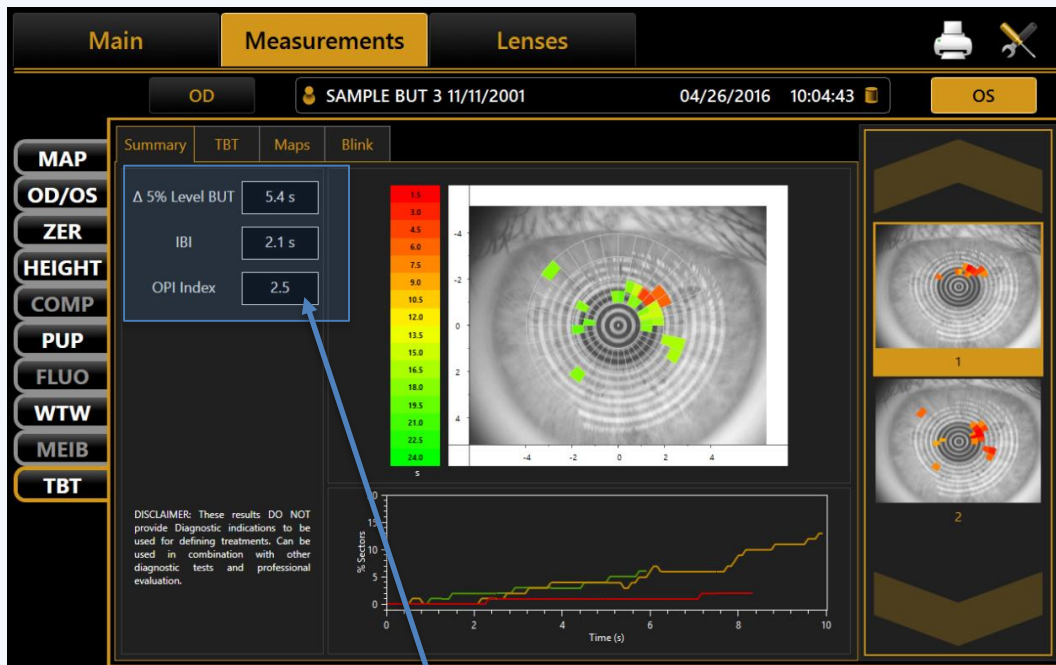 Main Measurements Lenses
OD SAMPLE BUT 3 11/11/2001 04/26/2016 10:04:43 OS
Summary TBT Maps Blink
MAP
OD/OS
ZER
HEIGHT
COMP
PUP
FLUO
WTW
MEIB
TBT
Δ 5% Level BUT 5.4 s
IBI 2.1 s
OPI Index 2.5
DISCLAIMER: These results DO NOT
provide Diagnostic indications to be
used for defining treatments. Can be
used in combination with other
diagnostic tests and professional
evaluation.
1.5
3.0
4.5
6.0
7.5
9.0
10.5
12.0
13.5
15.0
16.5
18.0
19.5
21.0
22.5
24.0
s
-4
-2
0
2
4
-4 -2 0 2 4
20
15
10
5
0
% Sectors
0 2 4 6 8 10
Time (s)
1
2